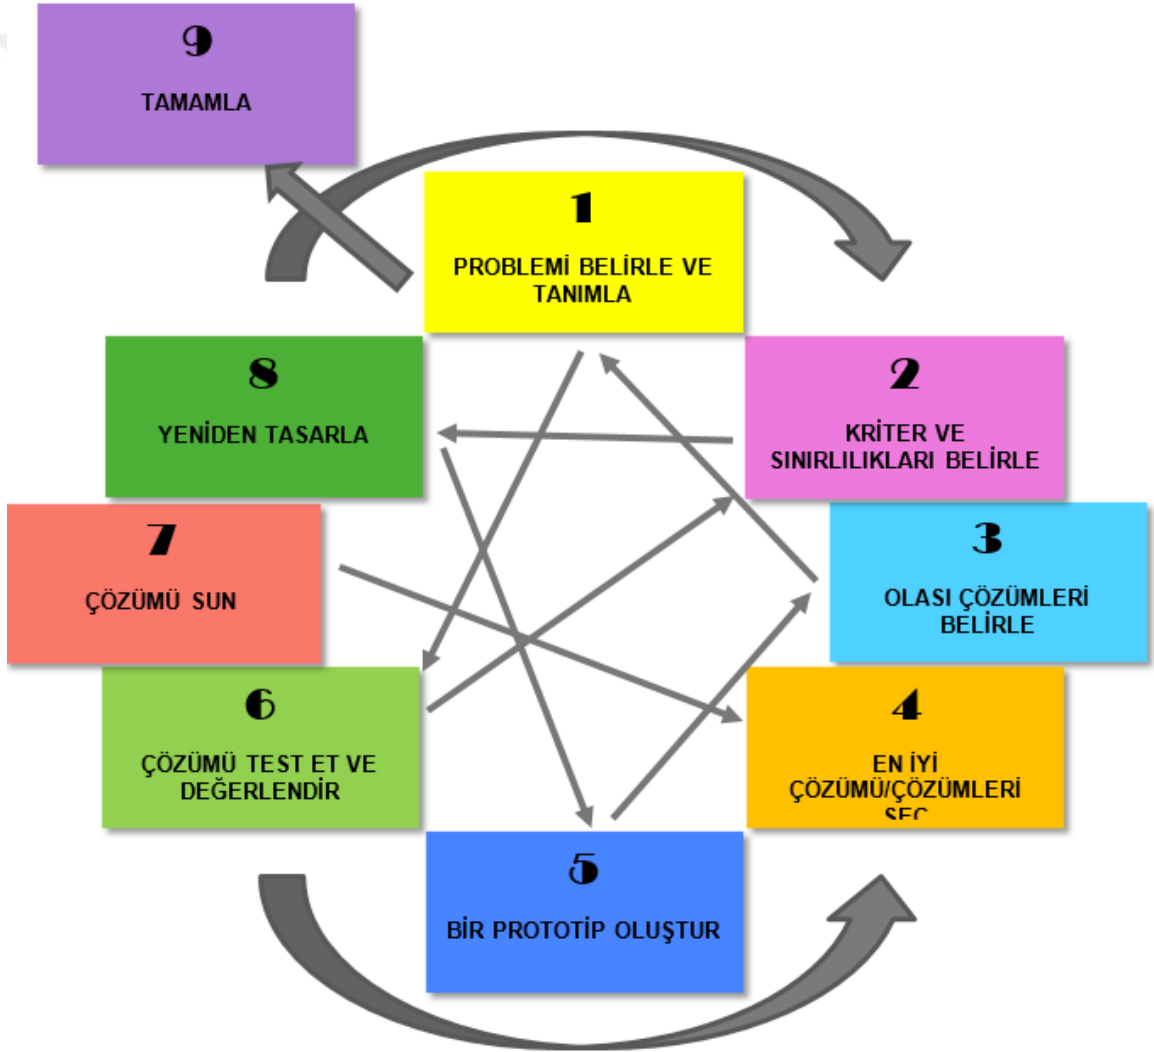 9
TAMAMLA
1
PROBLEMİ BELİRLE VE
TANIMLA
2
KRİTER VE
SINIRLILIKLARI BELİRLE
3
OLASI ÇÖZÜMLERİ
BELİRLE
4
EN İYİ
ÇÖZÜMÜ/ÇÖZÜMLERİ
5
BİR PROTOTİP OLUŞTUR
6
ÇÖZÜMÜ TEST ET VE
DEĞERLENDİR
7
ÇÖZÜMÜ SUN
8
YENİDEN TASARLA